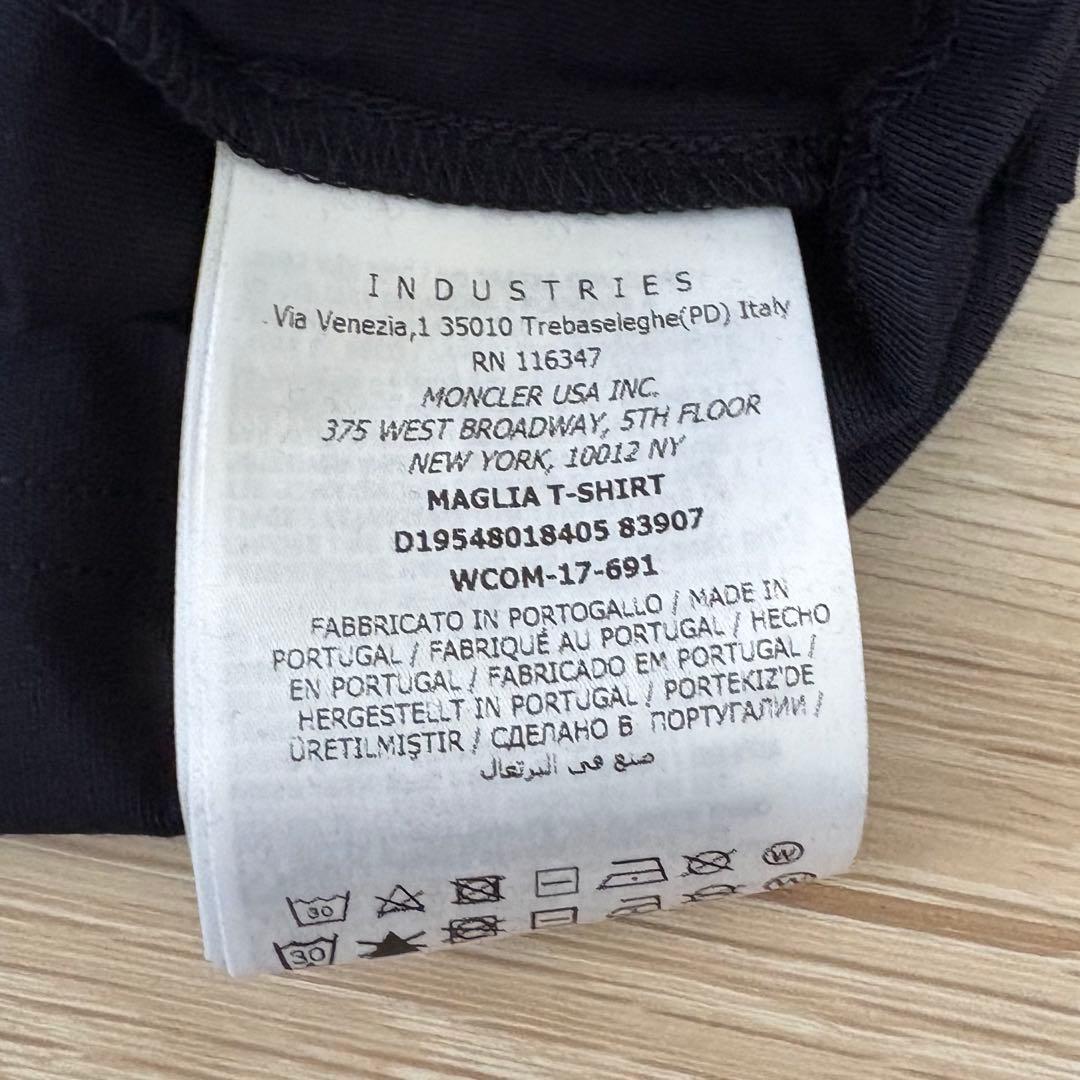 INDUSTRIES
Via Venezia,1 35010 Trebaseleghe(PD) Italy
RN 116347
MONCLER USA INC.
375 WEST BROADWAY, 5TH FLOOR
NEW YORK, 10012 NY
MAGLIA T-SHIRT
D19548018405 83907
WCOM-17-691
FABBRICATO IN PORTOGALLO / MADE IN
PORTUGAL / FABRIQUÉ AU PORTUGAL / HECHO
EN PORTUGAL / FABRICADO EM PORTUGAL /
HERGESTELLT IN PORTUGAL / PORTEKIZ'DE
ÜRETILMIŞTIR / СДЕЛАНО В ПОРТУГАЛИИ /
صنع في البرتغال
30
W
30